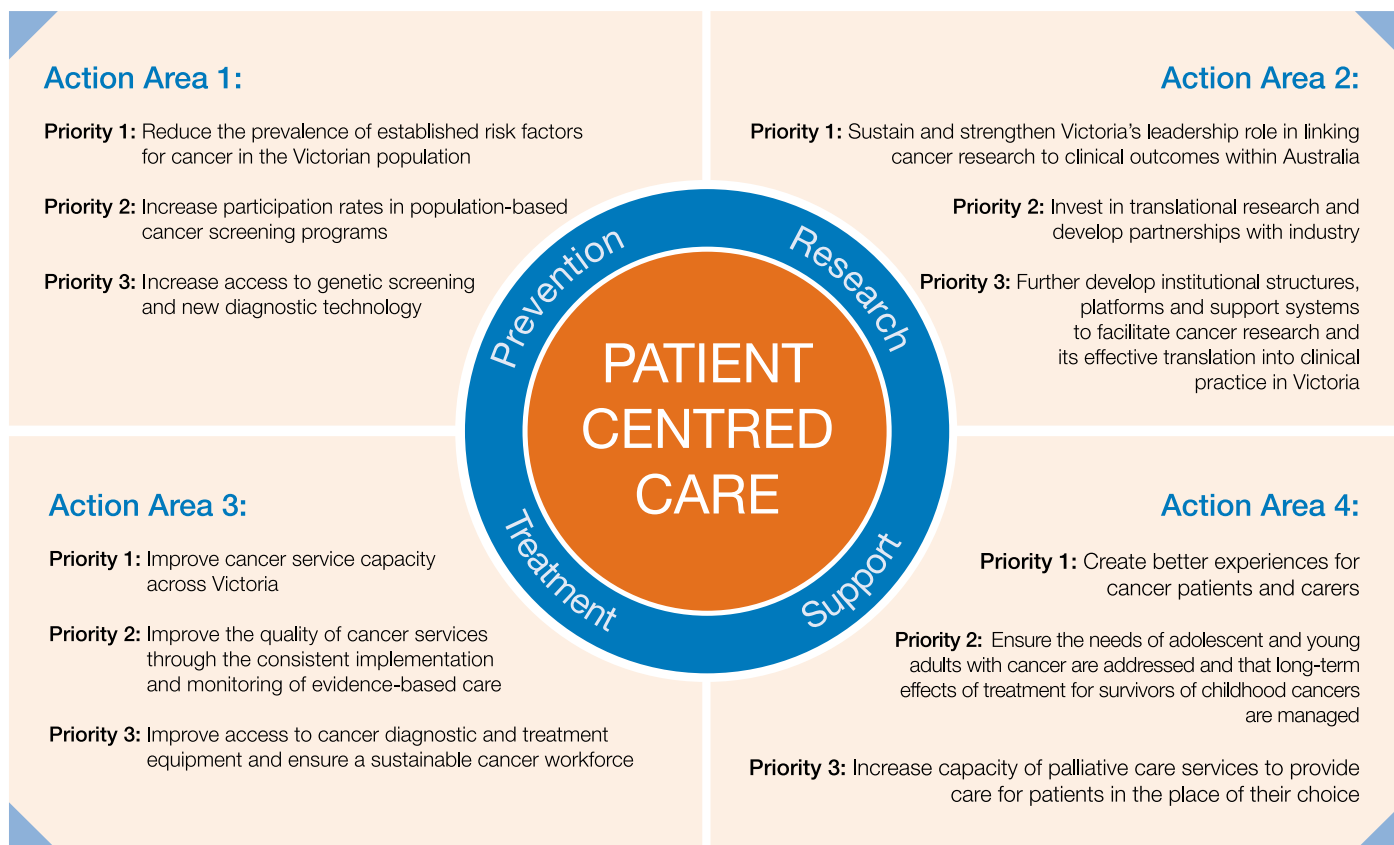 Action Area 1:
Priority 1: Reduce the prevalence of established risk factors
for cancer in the Victorian population
Priority 2: Increase participation rates in population-based
cancer screening programs
Priority 3: Increase access to genetic screening
and new diagnostic technology
Action Area 2:
Priority 1: Sustain and strengthen Victoria’s leadership role in linking
cancer research to clinical outcomes within Australia
Priority 2: Invest in translational research and
develop partnerships with industry
Priority 3: Further develop institutional structures,
platforms and support systems
to facilitate cancer research and
its effective translation into clinical
practice in Victoria
Prevention
Research
PATIENT
CENTRED
CARE
Treatment
Support
Action Area 3:
Priority 1: Improve cancer service capacity
across Victoria
Priority 2: Improve the quality of cancer services
through the consistent implementation
and monitoring of evidence-based care
Priority 3: Improve access to cancer diagnostic and treatment
equipment and ensure a sustainable cancer workforce
Action Area 4:
Priority 1: Create better experiences for
cancer patients and carers
Priority 2: Ensure the needs of adolescent and young
adults with cancer are addressed and that long-term
effects of treatment for survivors of childhood cancers
are managed
Priority 3: Increase capacity of palliative care services to provide
care for patients in the place of their choice